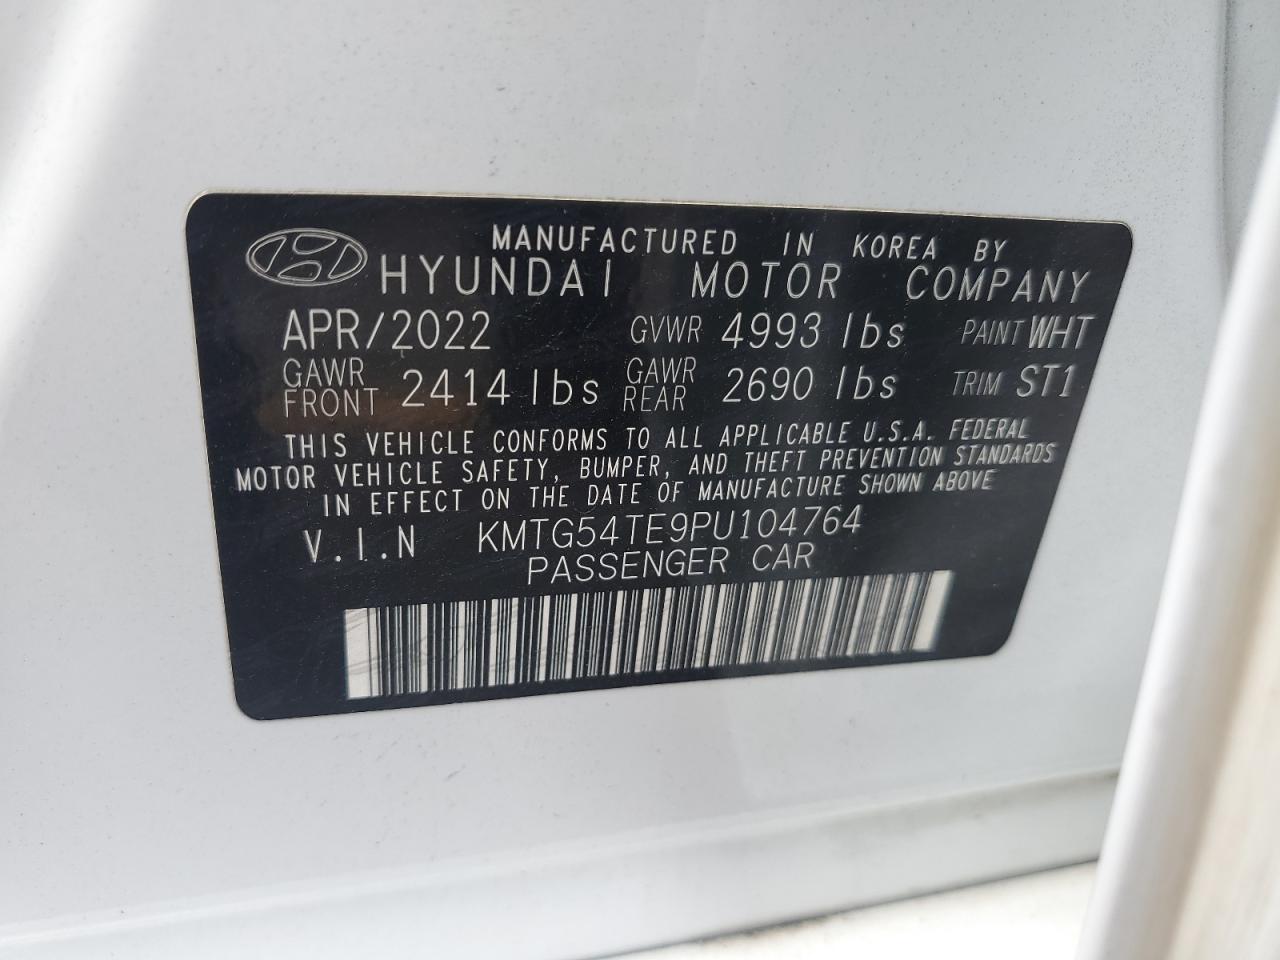 MANUFACTURED IN KOREA BY
HYUNDAI MOTOR COMPANY
APR/2022 GVWR 4993 lbs PAINT WHT
GAWR FRONT 2414 lbs GAWR REAR 2690 lbs TRIM ST1
THIS VEHICLE CONFORMS TO ALL APPLICABLE U.S.A. FEDERAL
MOTOR VEHICLE SAFETY, BUMPER, AND THEFT PREVENTION STANDARDS
IN EFFECT ON THE DATE OF MANUFACTURE SHOWN ABOVE
V.I.N KMTG54TE9PU104764
PASSENGER CAR